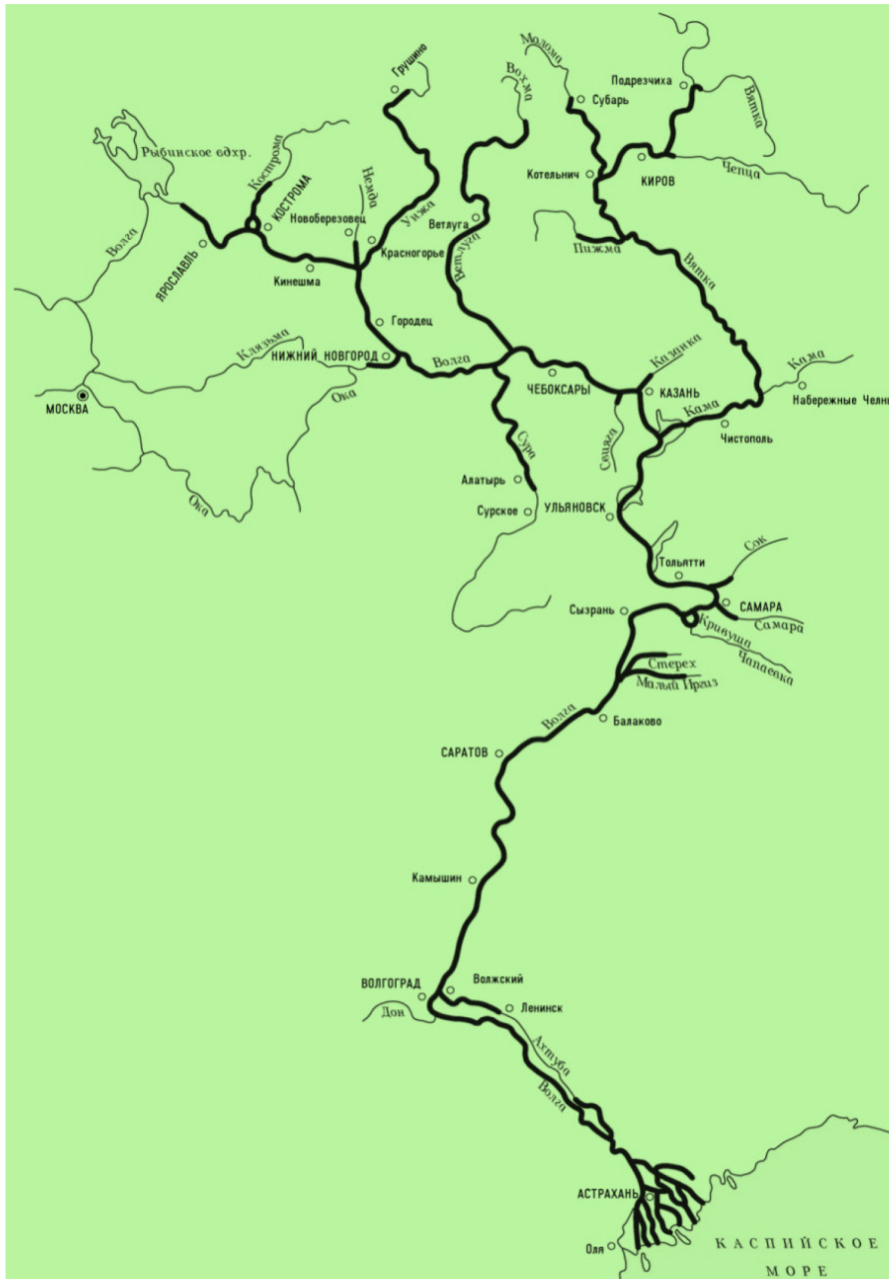 Грушино
Молома
Вохма
Подрезчиха
Субарь
Вятка
Рыбинское вдхр.
Кострома
КОСТРОМА
Немда
Котельнич
КИРОВ
Чепца
Новоберезовец
Унжа
Ветлуга
Волга
ЯРОСЛАВЛЬ
Красногорье
Ветлуга
Пижма
Кинешма
Вятка
Городец
Клязьма
НИЖНИЙ НОВГОРОД
Волга
Казанка
Кама
МОСКВА
Ока
ЧЕБОКСАРЫ
КАЗАНЬ
Набережные Челны
Кама
Свияга
Чистополь
Сура
Алатырь
Ока
Сурское
УЛЬЯНОВСК
Сок
Тольятти
Сызрань
САМАРА
Кривуша
Самара
Чапаевка
Стерех
Малый Иргиз
Волга
Балаково
САРАТОВ
Камышин
ВОЛГОГРАД
Волжский
Дон
Ленинск
Ахтуба
Волга
АСТРАХАНЬ
Оля
КАСПИЙСКОЕ
МОРЕ